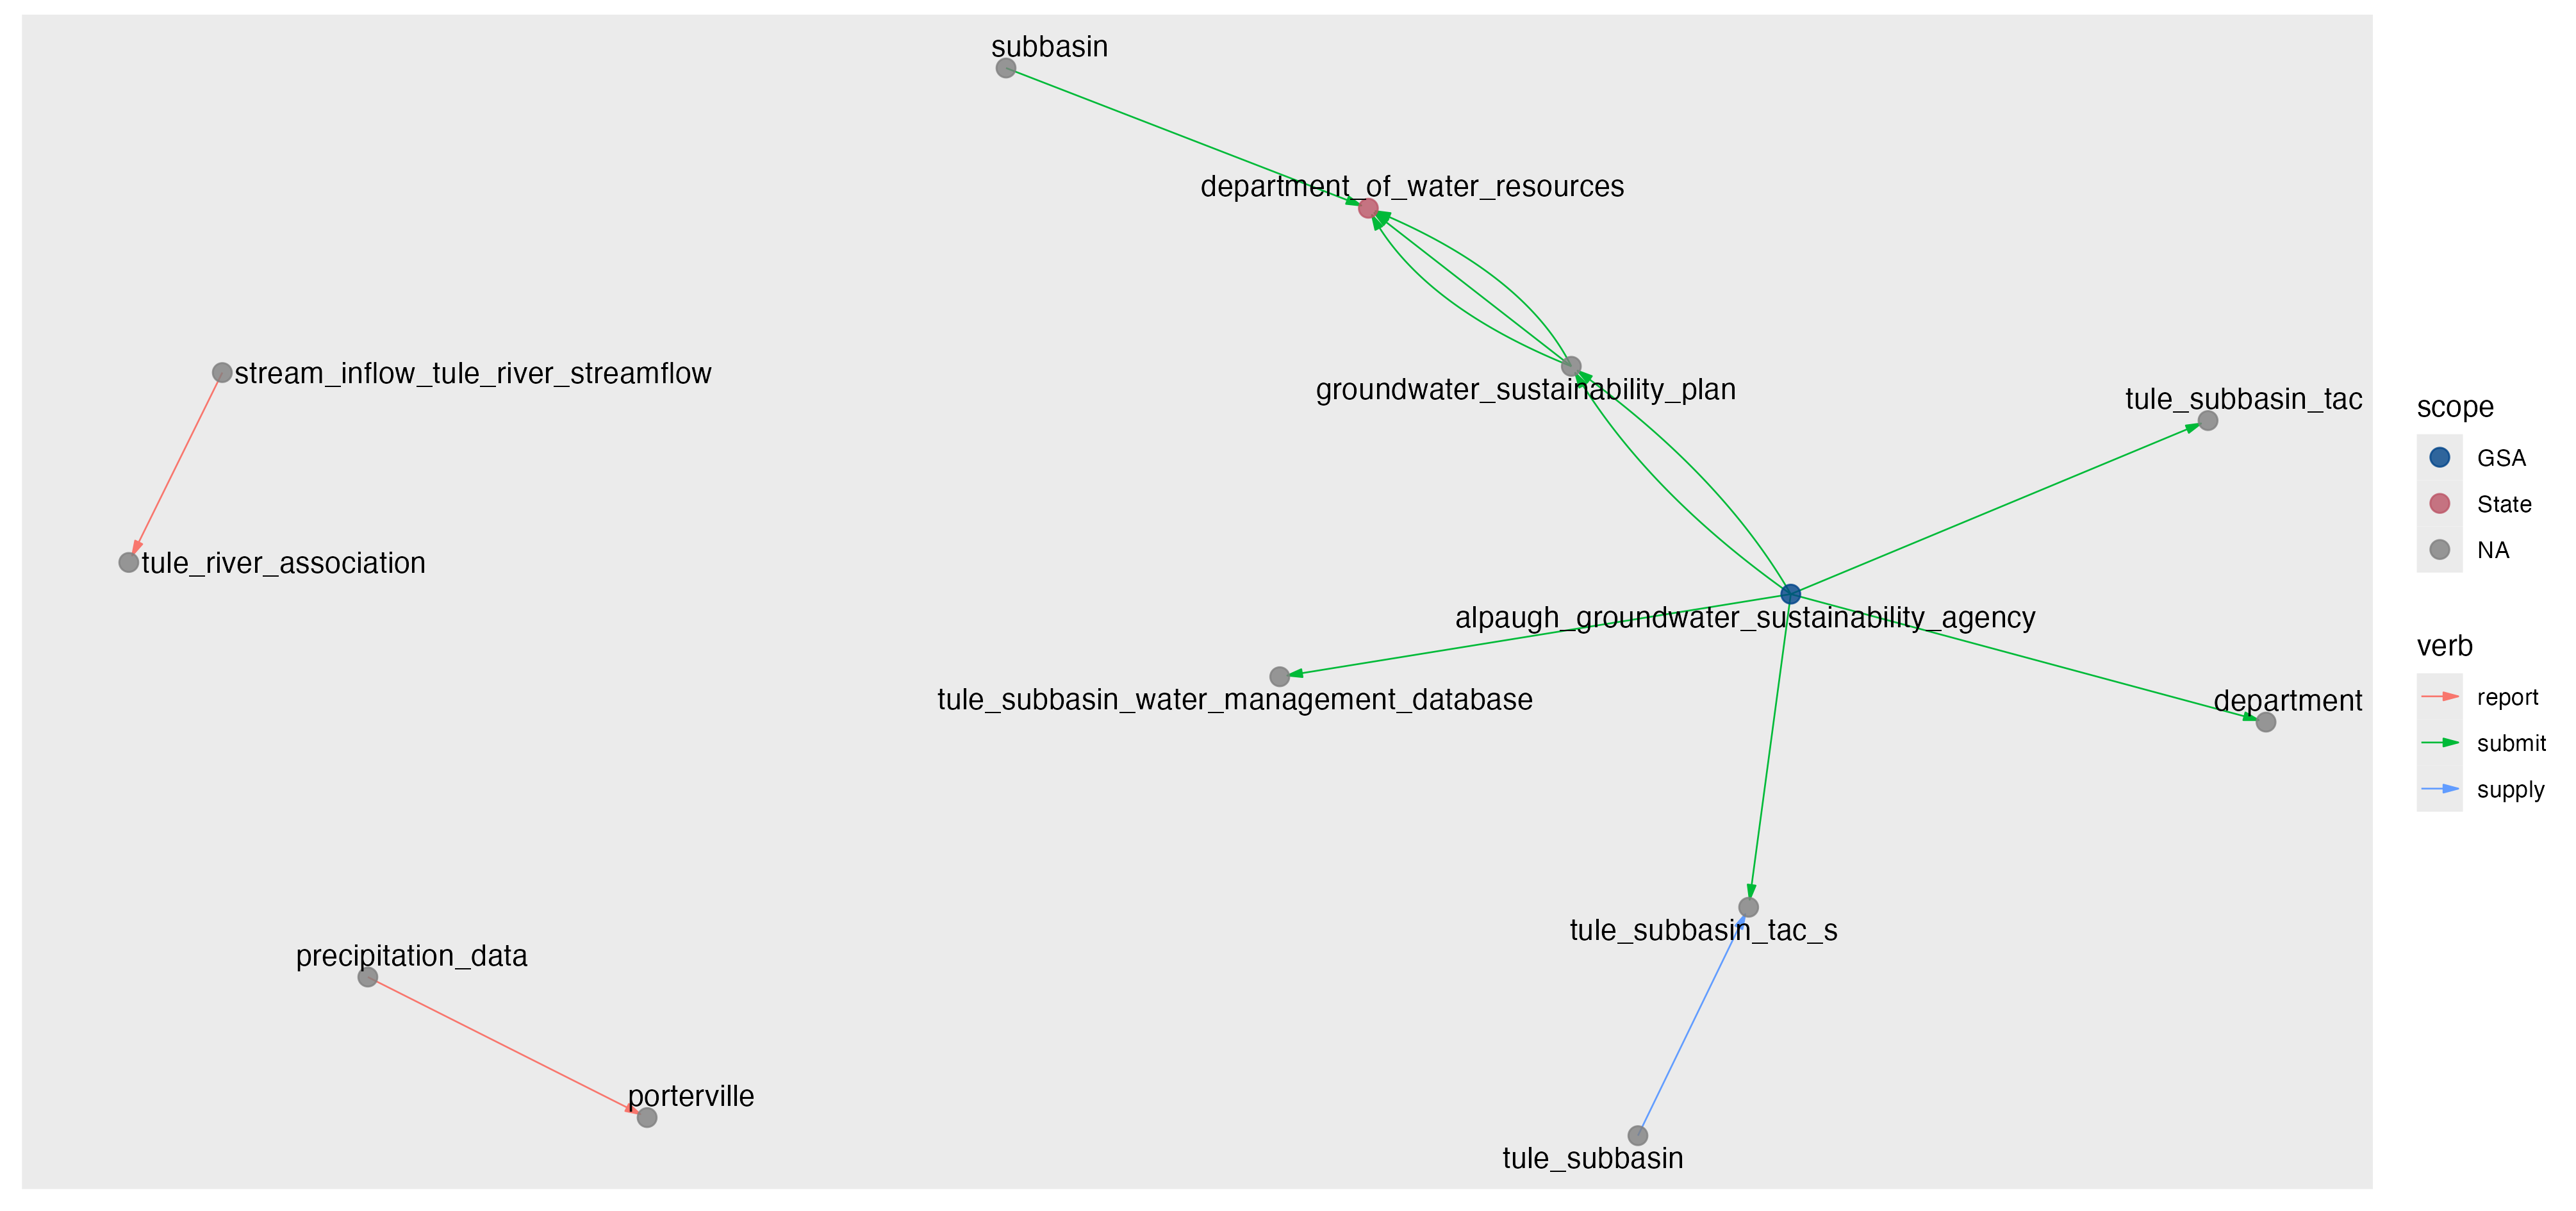 subbasin
department_of_water_resources
stream_inflow_tule_river_streamflow
groundwater_sustainability_plan
tule_subbasin_tac
tule_river_association
alpaugh_groundwater_sustainability_agency
tule_subbasin_water_management_database
department
tule_subbasin_tac_s
precipitation_data
porterville
tule_subbasin
scope
GSA
State
NA
verb
report
submit
supply